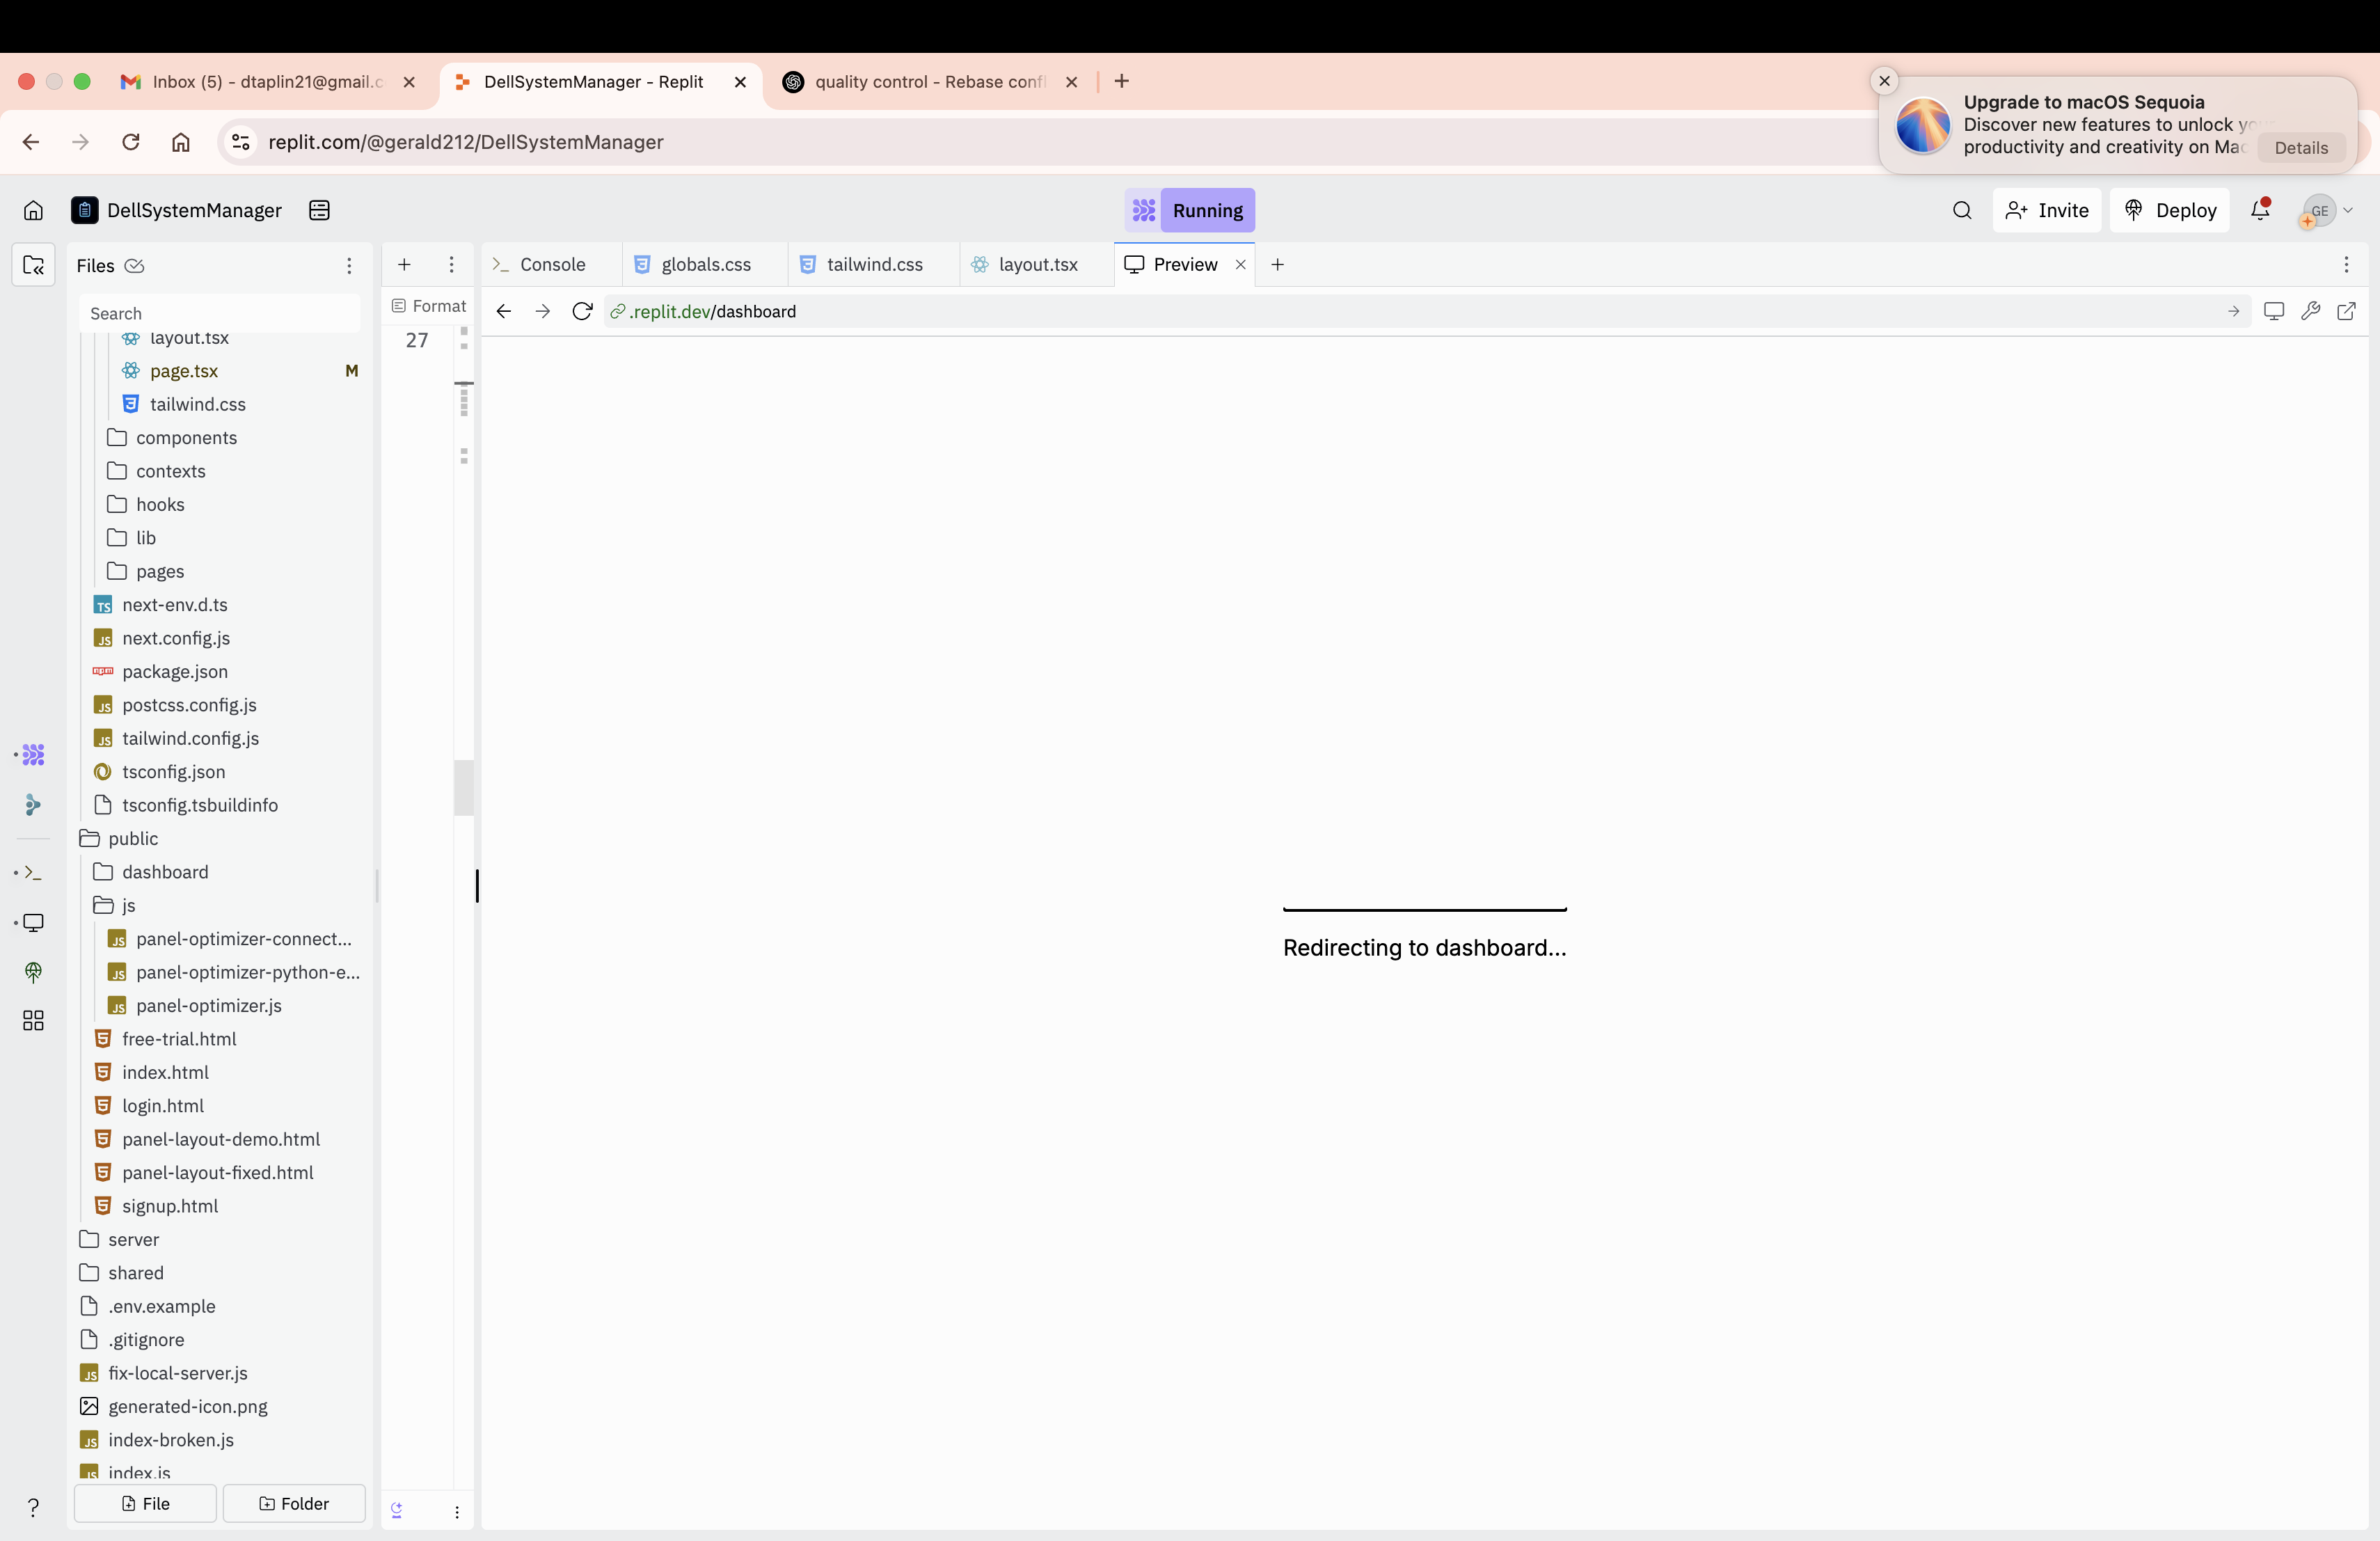 Inbox (5) - dtaplin21@gmail.c
DellSystemManager - Replit
quality control - Rebase conf
Upgrade to macOS Sequoia
Discover new features to unlock your
productivity and creativity on Mac
Details
replit.com/@gerald212/DellSystemManager
DellSystemManager
Running
Invite
Deploy
GE
Files
Search
layout.tsx
page.tsx M
tailwind.css
components
contexts
hooks
lib
pages
next-env.d.ts
next.config.js
package.json
postcss.config.js
tailwind.config.js
tsconfig.json
tsconfig.tsbuildinfo
public
dashboard
js
panel-optimizer-connect...
panel-optimizer-python-e...
panel-optimizer.js
free-trial.html
index.html
login.html
panel-layout-demo.html
panel-layout-fixed.html
signup.html
server
shared
.env.example
.gitignore
fix-local-server.js
generated-icon.png
index-broken.js
index.js
File
Folder
Format
27
Console
globals.css
tailwind.css
layout.tsx
Preview
.replit.dev/dashboard
Redirecting to dashboard...